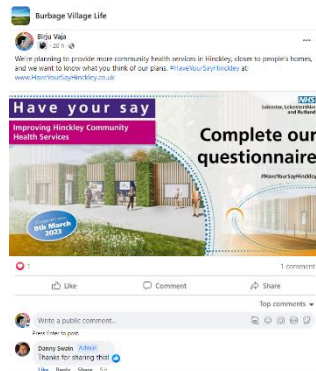 Burbage Village Life
Birju Vaja
20 h
We're planning to provide more community health services in Hinckley, closer to people's homes,
and we want to know what you think of our plans. #HaveYourSayHinckley at:
www.HaveYourSayHinckley.co.uk
Have your say
Improving Hinckley Community
Health Services
NHS
Leicester, Leicestershire
and Rutland
Complete our
questionnaire
#HaveYourSayHinckley
8th March
2023
1
1 comment
Like
Comment
Share
Top comments
Write a public comment...
Press Enter to post.
Danny Swain Admin
Thanks for sharing this!
Like Reply Share